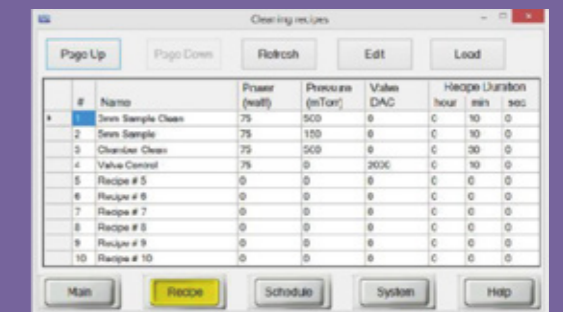 Cleaning recipes
Page Up Page Down Refresh Edit Load
Power Pressure Valve Recipe Duration
# Name (watt) (mTorr) DAC hour min sec
1 3mm Sample Clean 75 500 0 0 10 0
2 5mm Sample 75 150 0 0 10 0
3 Chamber Clean 75 500 0 0 30 0
4 Valve Control 75 0 2000 0 10 0
5 Recipe # 5 0 0 0 0 0 0
6 Recipe # 6 0 0 0 0 0 0
7 Recipe # 7 0 0 0 0 0 0
8 Recipe # 8 0 0 0 0 0 0
9 Recipe # 9 0 0 0 0 0 0
10 Recipe # 10 0 0 0 0 0 0
Main Recipe Schedule System Help